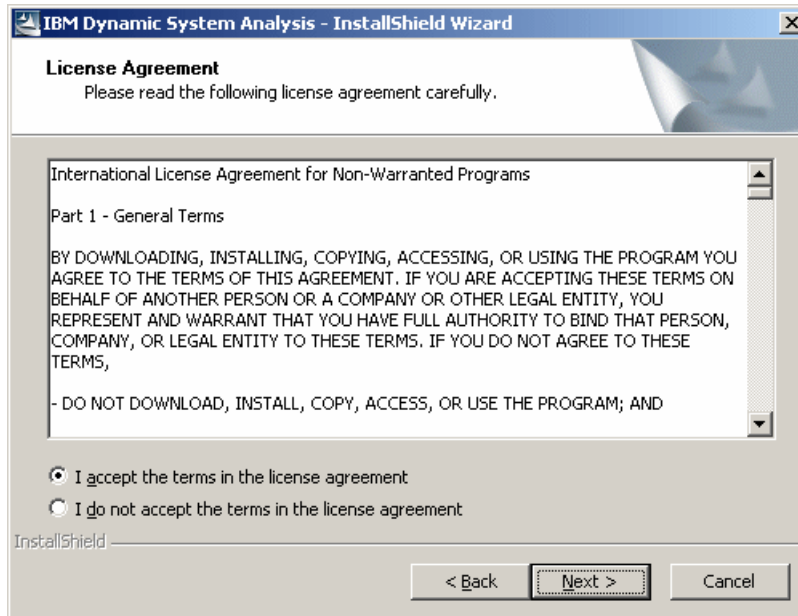 IBM Dynamic System Analysis - InstallShield Wizard
License Agreement
Please read the following license agreement carefully.
International License Agreement for Non-Warranted Programs
Part 1 - General Terms
BY DOWNLOADING, INSTALLING, COPYING, ACCESSING, OR USING THE PROGRAM YOU
AGREE TO THE TERMS OF THIS AGREEMENT. IF YOU ARE ACCEPTING THESE TERMS ON
BEHALF OF ANOTHER PERSON OR A COMPANY OR OTHER LEGAL ENTITY, YOU
REPRESENT AND WARRANT THAT YOU HAVE FULL AUTHORITY TO BIND THAT PERSON,
COMPANY, OR LEGAL ENTITY TO THESE TERMS. IF YOU DO NOT AGREE TO THESE
TERMS,
- DO NOT DOWNLOAD, INSTALL, COPY, ACCESS, OR USE THE PROGRAM; AND
I accept the terms in the license agreement
I do not accept the terms in the license agreement
InstallShield
< Back Next > Cancel